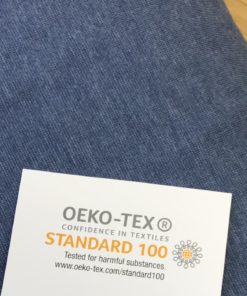 OEKO-TEX®
CONFIDENCE IN TEXTILES
STANDARD 100
Tested for harmful substances.
www.oeko-tex.com/standard100